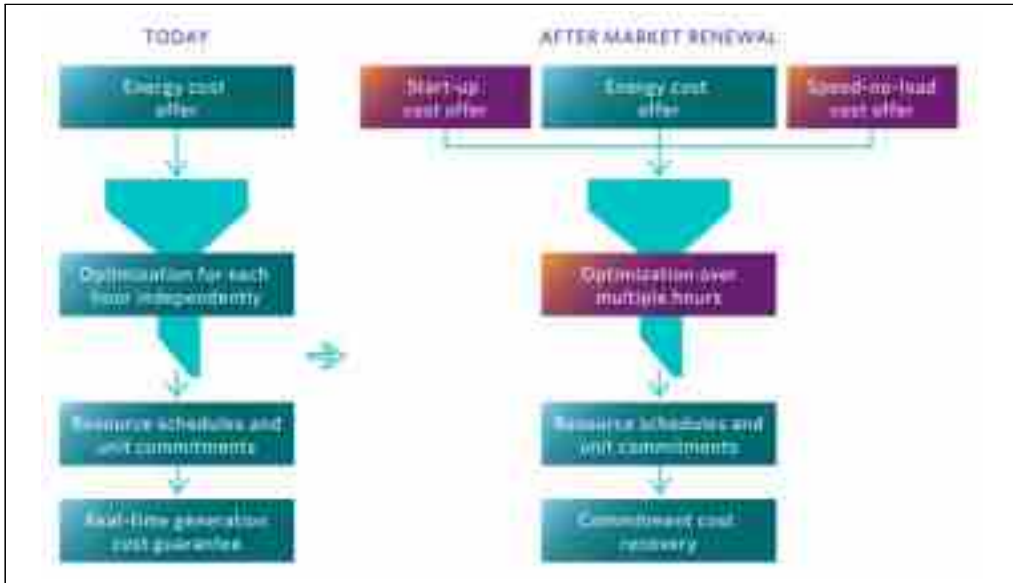 TODAY
Energy cost
offer
Optimization for each
hour independently
Resource schedules and
unit commitments
Real-time generation
cost guarantee
AFTER MARKET RENEWAL
Start-up
cost offer
Energy cost
offer
Speed-no-load
cost offer
Optimization over
multiple hours
Resource schedules and
unit commitments
Commitment cost
recovery